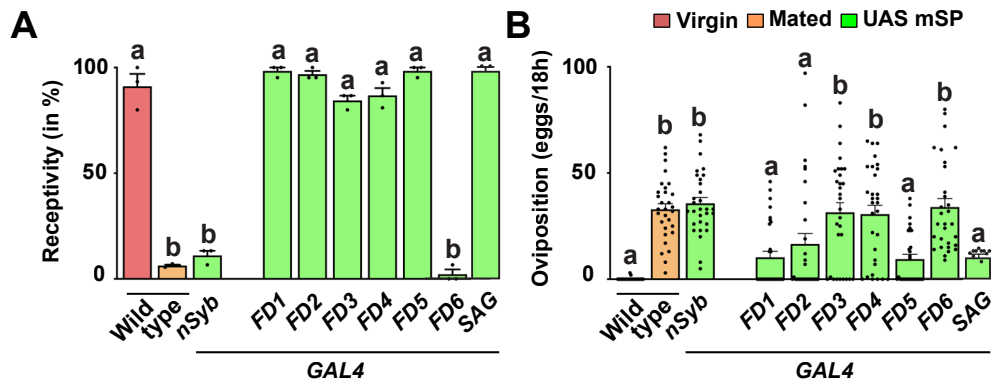 A
B
Virgin Mated UAS mSP
Receptivity (in %)
100
50
0
a
b
b
a
a
a
a
a
b
a
Wild type
nSyb
FD1
FD2
FD3
FD4
FD5
FD6
SAG
GAL4
Oviposition (eggs/18h)
100
50
0
a
b
b
a
a
b
b
a
b
a
Wild type
nSyb
FD1
FD2
FD3
FD4
FD5
FD6
SAG
GAL4